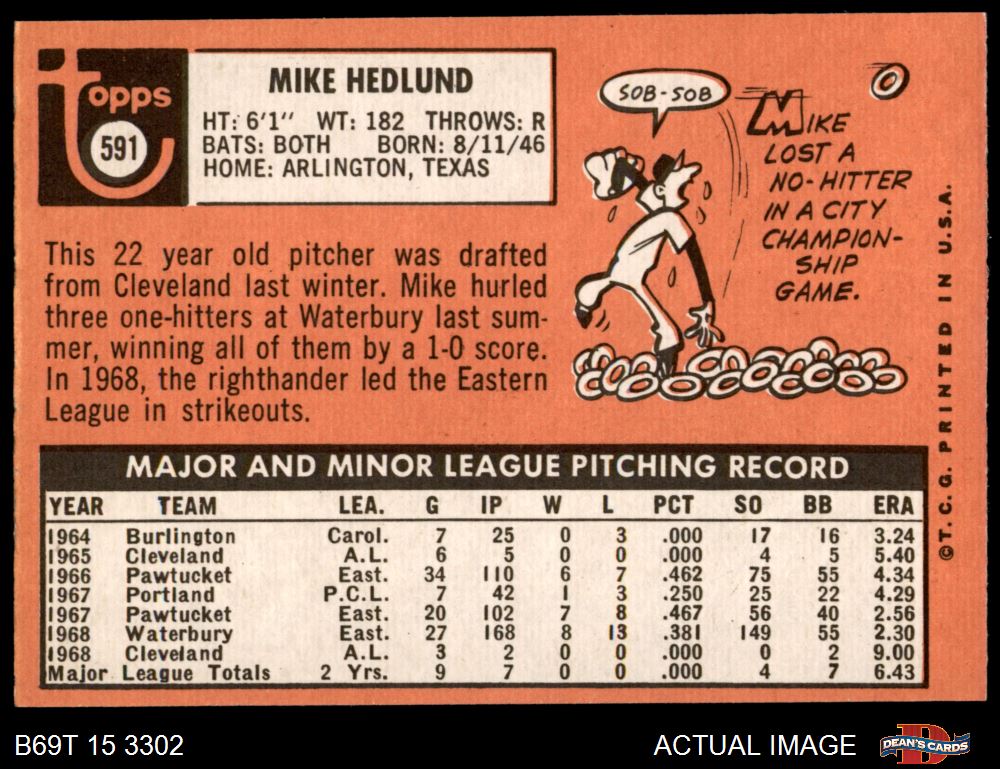 Topps
591
MIKE HEDLUND
HT: 6'1" WT: 182 THROWS: R
BATS: BOTH BORN: 8/11/46
HOME: ARLINGTON, TEXAS
This 22 year old pitcher was drafted
from Cleveland last winter. Mike hurled
three one-hitters at Waterbury last sum-
mer, winning all of them by a 1-0 score.
In 1968, the righthander led the Eastern
League in strikeouts.
SOB-SOB
MIKE
LOST A
NO-HITTER
IN A CITY
CHAMPION-
SHIP
GAME.
©T. C. G. PRINTED IN U.S.A.
MAJOR AND MINOR LEAGUE PITCHING RECORD
YEAR TEAM LEA. G IP W L PCT SO BB ERA
1964 Burlington Carol. 7 25 0 3 .000 17 16 3.24
1965 Cleveland A.L. 6 5 0 0 .000 4 5 5.40
1966 Pawtucket East. 34 110 6 7 .462 75 55 4.34
1967 Portland P.C.L. 7 42 1 3 .250 25 22 4.29
1967 Pawtucket East. 20 102 7 8 .467 56 40 2.56
1968 Waterbury East. 27 168 8 13 .381 149 55 2.30
1968 Cleveland A.L. 3 2 0 0 .000 0 2 9.00
Major League Totals 2 Yrs. 9 7 0 0 .000 4 7 6.43
B69T 15 3302
ACTUAL IMAGE
DEAN'S CARDS